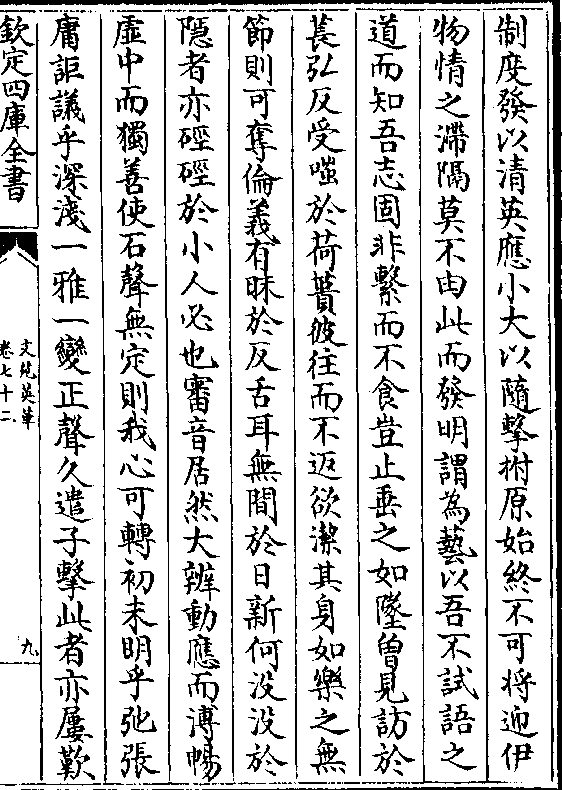 制度發以清英應小大以隨擊拊原始終不可將迎伊
物情之滯隔莫不由此而發明謂為藝以吾不試語之
道而知吾志固非繫而不食豈止垂之如墜曽見訪於
萇弘反受嗤於荷蕢彼往而不返欲潔其身如樂之無
節則可奪倫義有昧於反舌耳無間於日新何没没於
隠者亦硜硜於小人必也審音居然大辨動應而溥暢
虚中而獨善使石聲無定則我心可轉初未明乎弛張
庸詎議乎深淺一雅一變正聲久遣子擊此者亦屢歎
欽定四庫全書
文苑英華
卷七十二
九